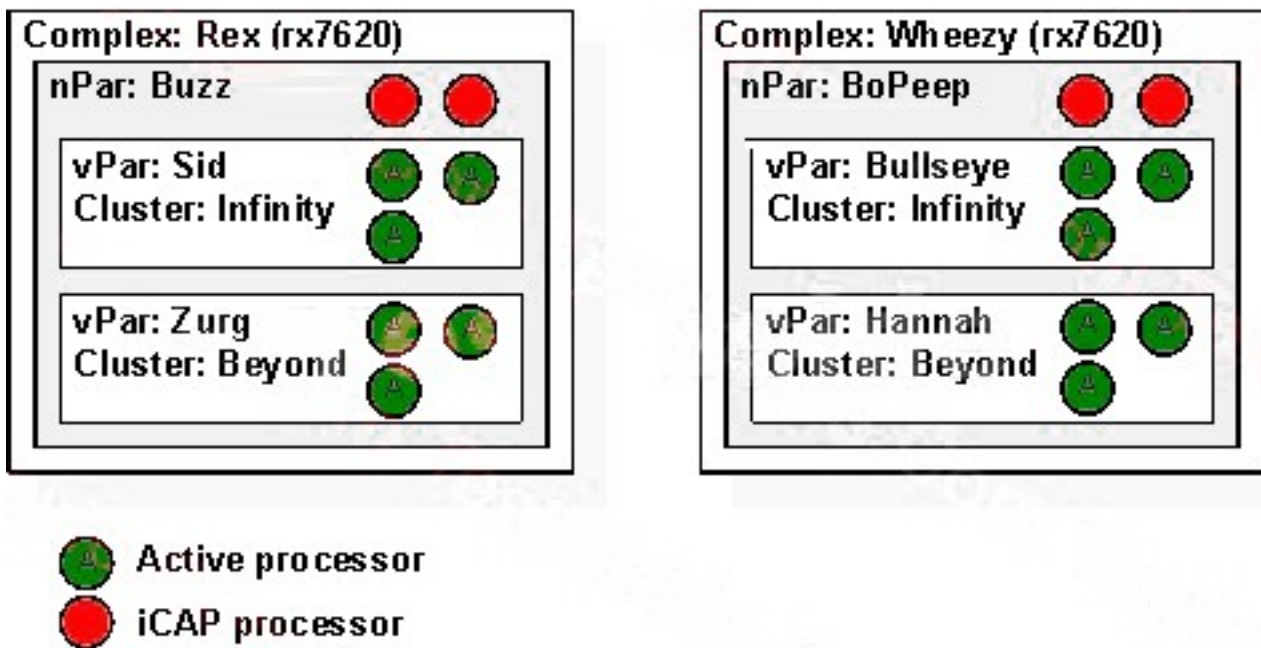 Complex: Rex (rx7620)
nPar: Buzz
vPar: Sid
Cluster: Infinity
vPar: Zurg
Cluster: Beyond
Complex: Wheezy (rx7620)
nPar: BoPeep
vPar: Bullseye
Cluster: Infinity
vPar: Hannah
Cluster: Beyond
Active processor
iCAP processor